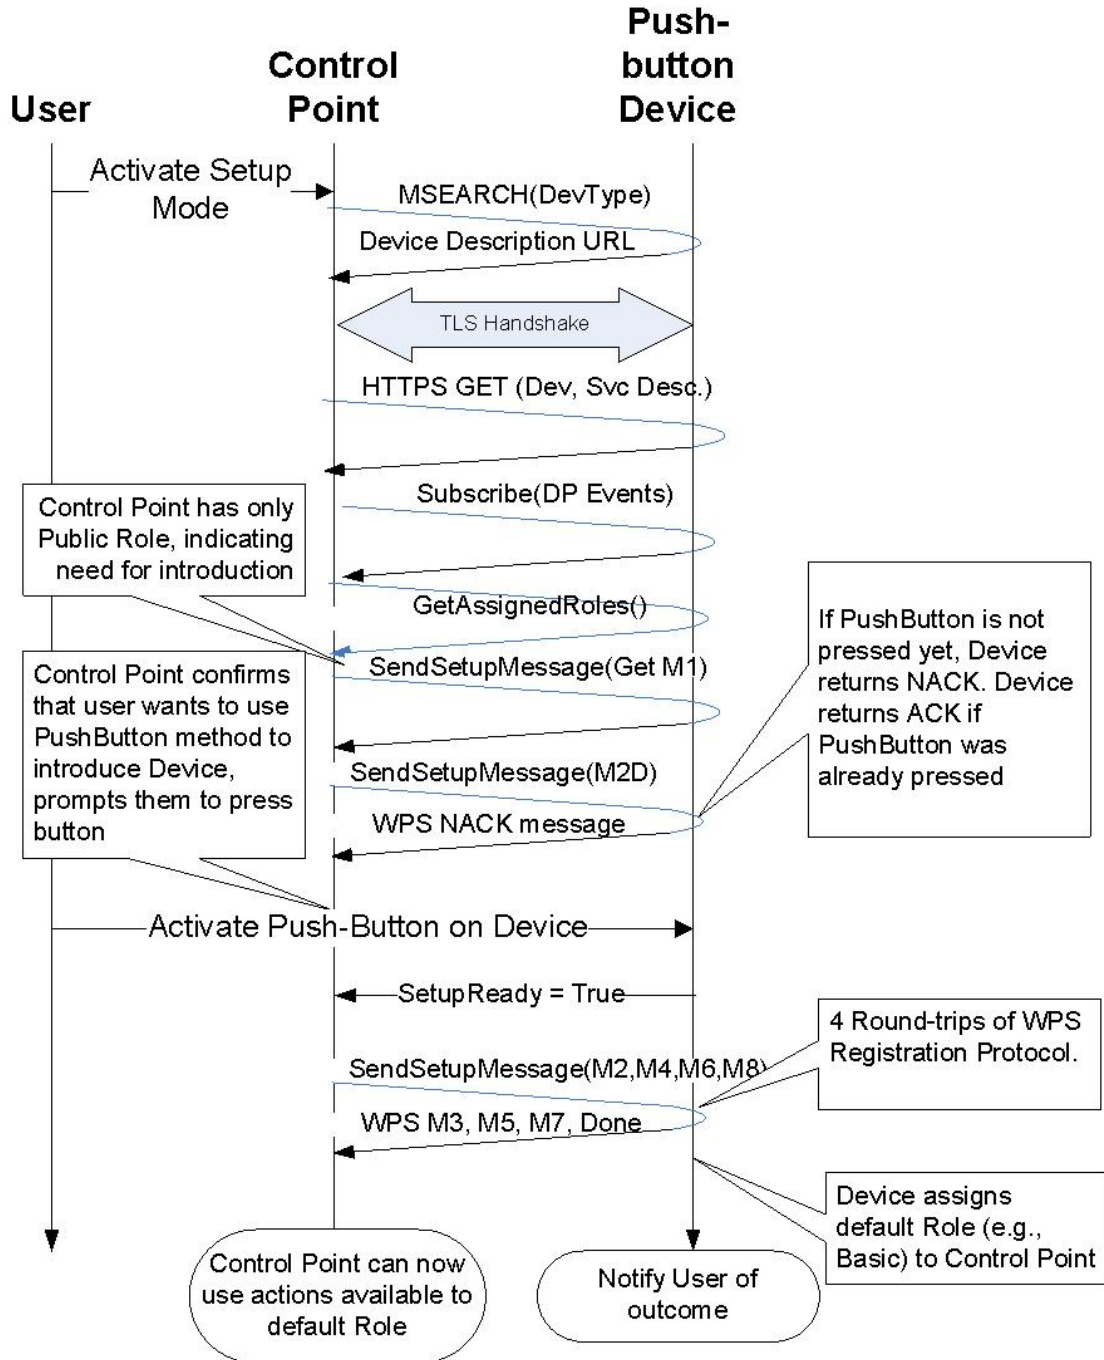 User
Control
Point
Push-
button
Device
Activate Setup
Mode
MSEARCH(DevType)
Device Description URL
TLS Handshake
HTTPS GET (Dev, Svc Desc.)
Subscribe(DP Events)
Control Point has only
Public Role, indicating
need for introduction
GetAssignedRoles()
If PushButton is not
pressed yet, Device
returns NACK. Device
returns ACK if
PushButton was
already pressed
SendSetupMessage(Get M1)
Control Point confirms
that user wants to use
PushButton method to
introduce Device,
prompts them to press
button
SendSetupMessage(M2D)
WPS NACK message
Activate Push-Button on Device
SetupReady = True
4 Round-trips of WPS
Registration Protocol.
SendSetupMessage(M2,M4,M6,M8)
WPS M3, M5, M7, Done
Device assigns
default Role (e.g.,
Basic) to Control Point
Control Point can now
use actions available to
default Role
Notify User of
outcome